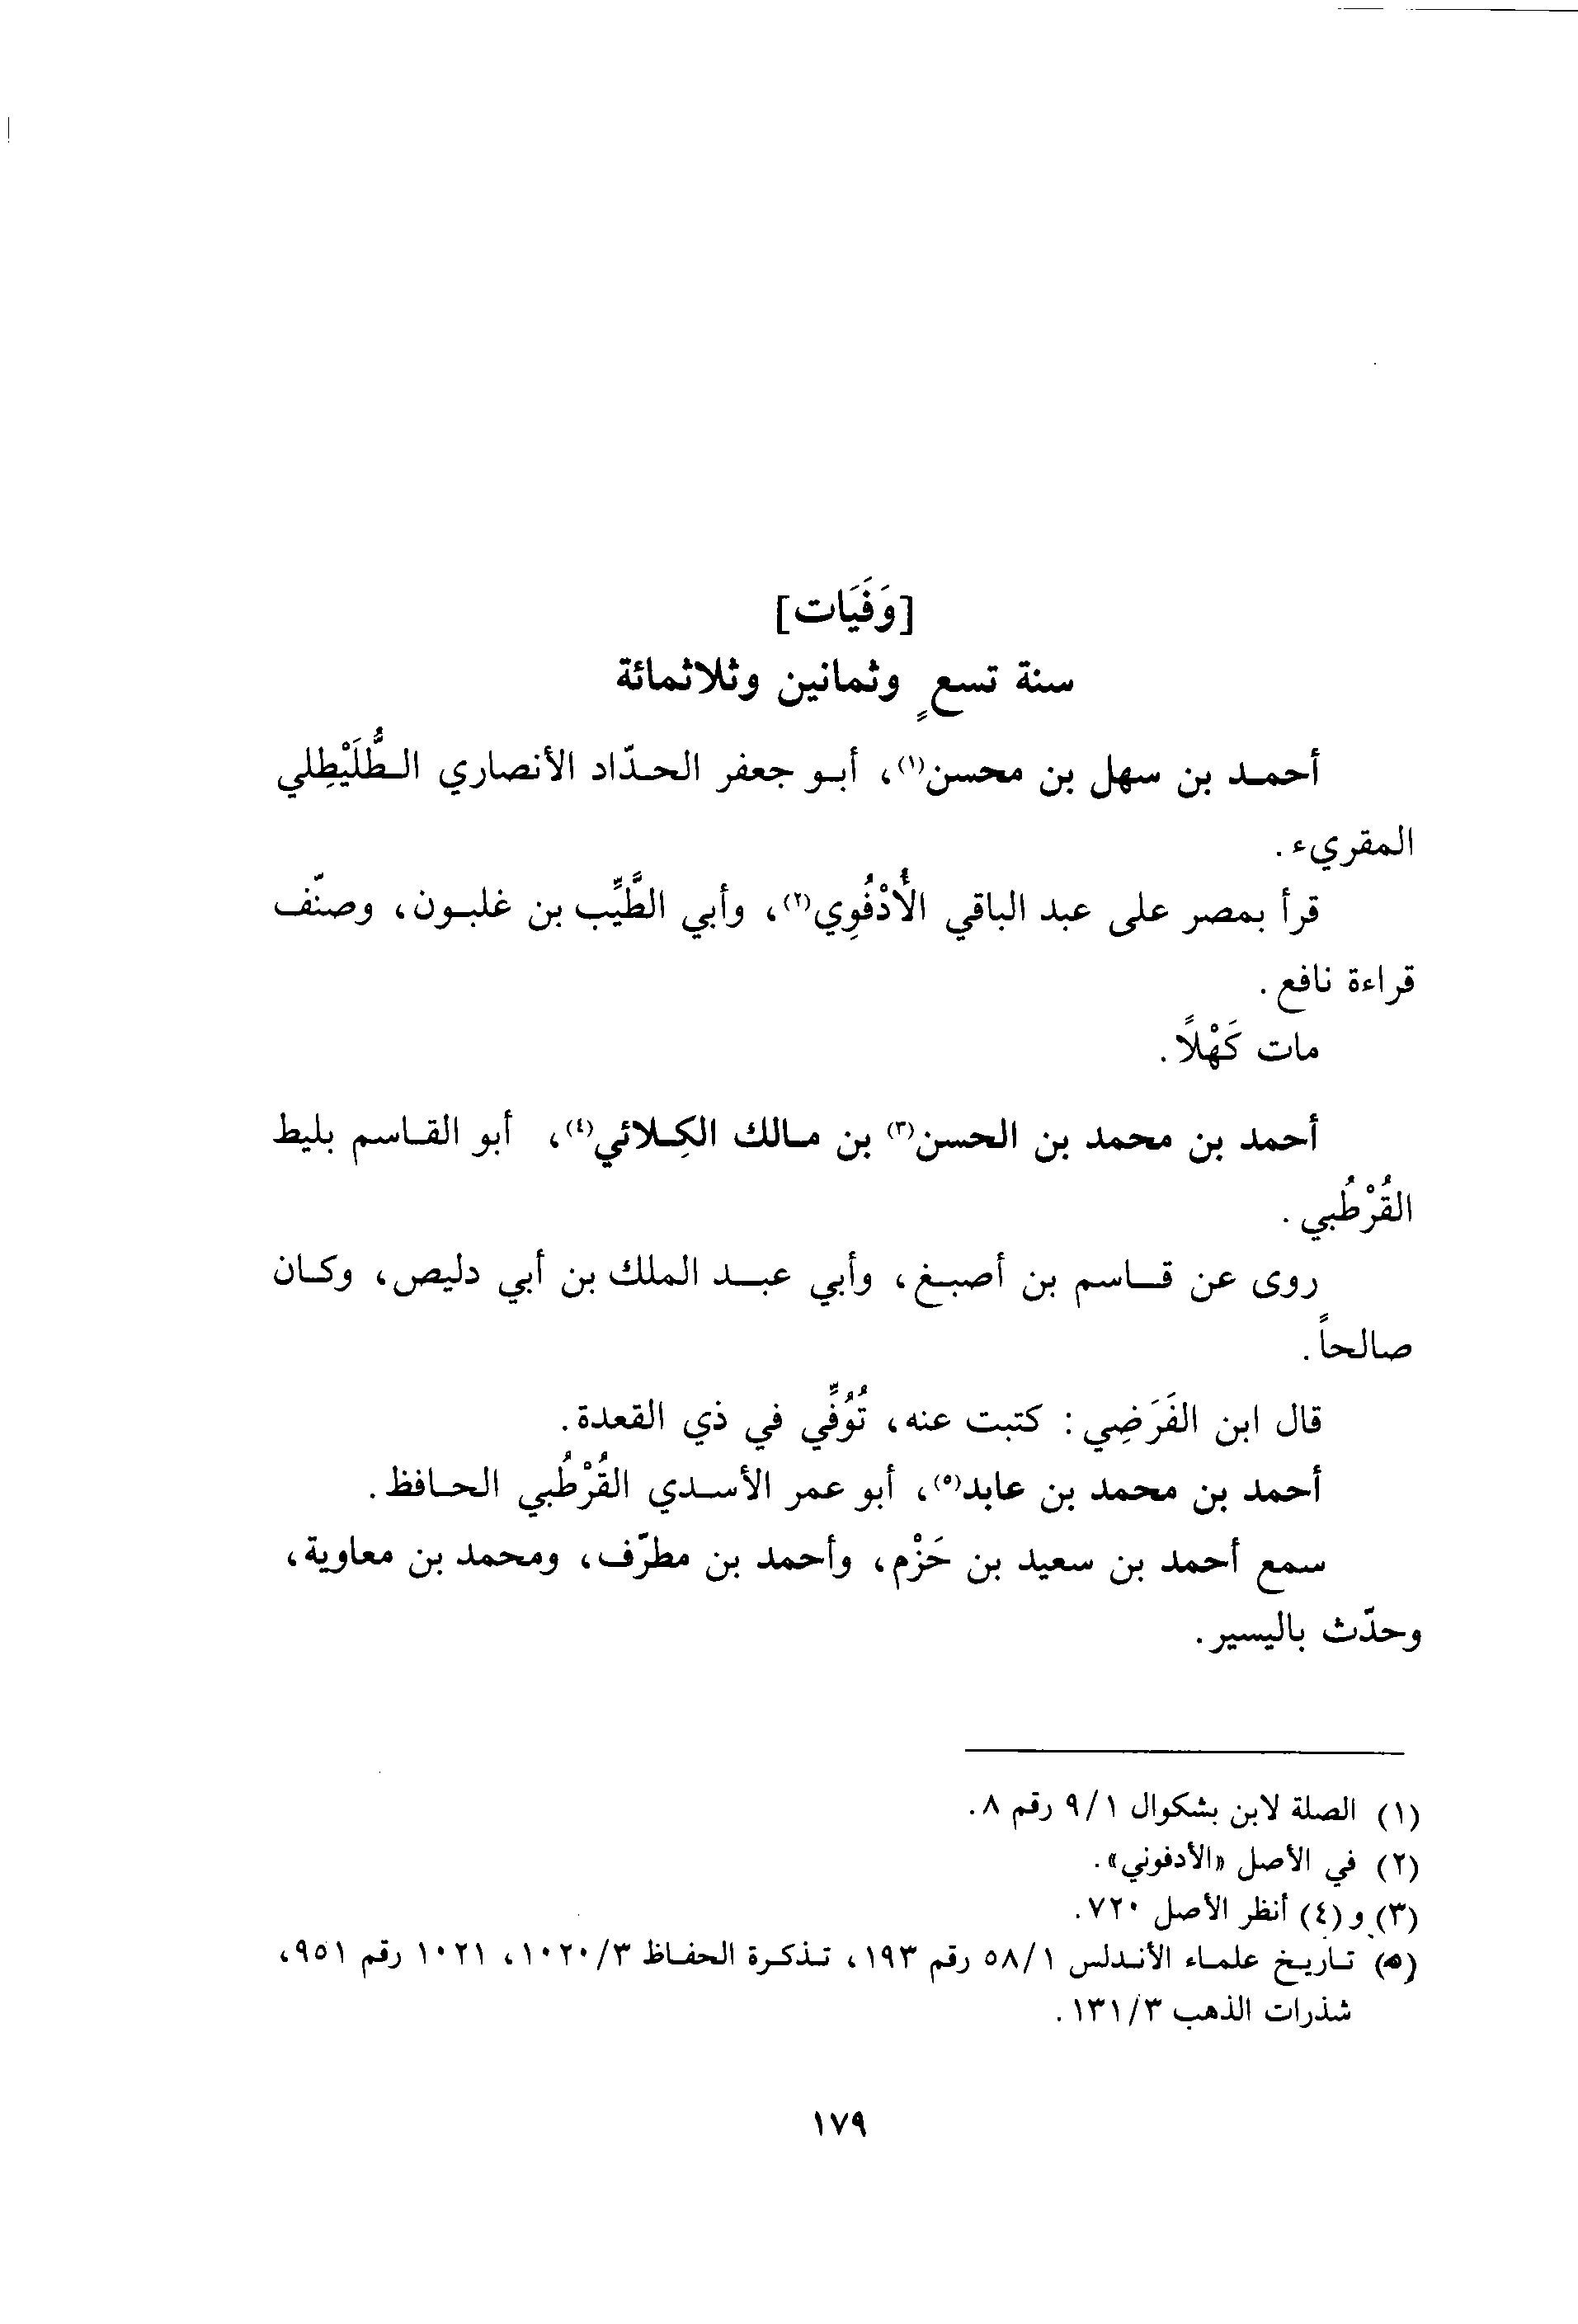 [وَفَيَات]
سنة تسعٍ وثمانين وثلاثمائة
أحمد بن سهل بن محسن(١)، أبو جعفر الحدّاد الأنصاري الطُّلَيْطِلي
المقريء.
قرأ بمصر على عبد الباقي الأُدْفُوِي(٢)، وأبي الطَّيِّب بن غلبون، وصنّف
قراءة نافع.
مات كَهْلًا.
أحمد بن محمد بن الحسن(٣) بن مالك الكِلائي(٤)، أبو القاسم بليط
القُرْطُبي.
روى عن قاسم بن أصبغ، وأبي عبد الملك بن أبي دليص، وكان
صالحاً.
قال ابن الفَرَضِي: كتبت عنه، تُوُفِّي في ذي القعدة.
أحمد بن محمد بن عابد(٥)، أبو عمر الأسدي القُرْطُبي الحافظ.
سمع أحمد بن سعيد بن حَزْم، وأحمد بن مطرّف، ومحمد بن معاوية،
وحدّث باليسير.
(١) الصلة لابن بشكوال ٩/١ رقم ٨.
(٢) في الأصل «الأدفوني».
(٣) و(٤) أنظر الأصل ٧٢٠.
(٥) تاريخ علماء الأندلس ٥٨/١ رقم ١٩٣، تذكرة الحفاظ ١٠٢٠/٣، ١٠٢١ رقم ٩٥١،
شذرات الذهب ١٣١/٣.
١٧٩